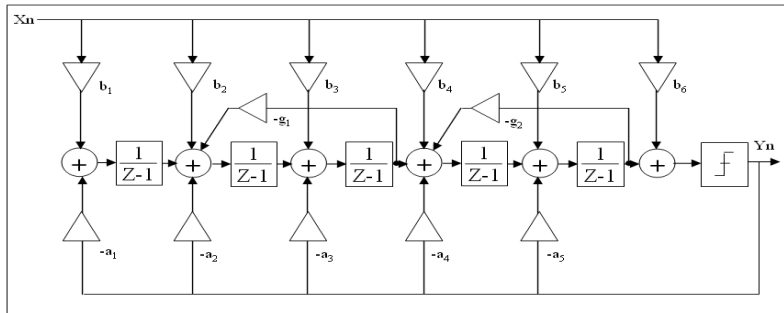 Xn
b1 b2 b3 b4 b5 b6
-g1 -g2
Yn
+ 1/Z-1 + 1/Z-1 + 1/Z-1 + 1/Z-1 + 1/Z-1 +
-a1 -a2 -a3 -a4 -a5